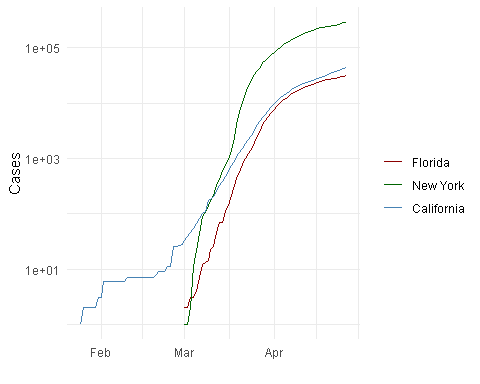 1e+05
1e+03
1e+01
Cases
Feb
Mar
Apr
Florida
New York
California